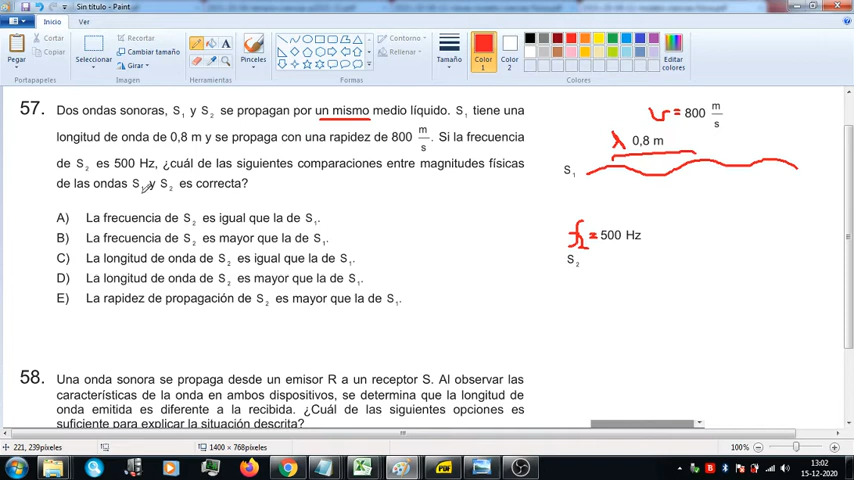 Sin título - Paint
Inicio Ver
Pegar
Cortar
Copiar
Portapapeles
Seleccionar
Recortar
Cambiar tamaño
Girar
Imagen
A
Herramientas
Pinceles
Contorno
Rellenar
Formas
Tamaño
Color 1
Color 2
Editar colores
Colores
57. Dos ondas sonoras, S₁ y S₂ se propagan por un mismo medio líquido. S₁ tiene una
longitud de onda de 0,8 m y se propaga con una rapidez de 800 m/s. Si la frecuencia
de S₂ es 500 Hz, ¿cuál de las siguientes comparaciones entre magnitudes físicas
de las ondas S₁ y S₂ es correcta?
A) La frecuencia de S₂ es igual que la de S₁.
B) La frecuencia de S₂ es mayor que la de S₁.
C) La longitud de onda de S₂ es igual que la de S₁.
D) La longitud de onda de S₂ es mayor que la de S₁.
E) La rapidez de propagación de S₂ es mayor que la de S₁.
v = 800 m/s
λ 0,8 m
S₁
f₂ = 500 Hz
S₂
58. Una onda sonora se propaga desde un emisor R a un receptor S. Al observar las
características de la onda en ambos dispositivos, se determina que la longitud de
onda emitida es diferente a la recibida. ¿Cuál de las siguientes opciones es
suficiente para explicar la situación descrita?
221, 239píxeles
1400 × 768píxeles
100%
PDF
13:02
15-12-2020